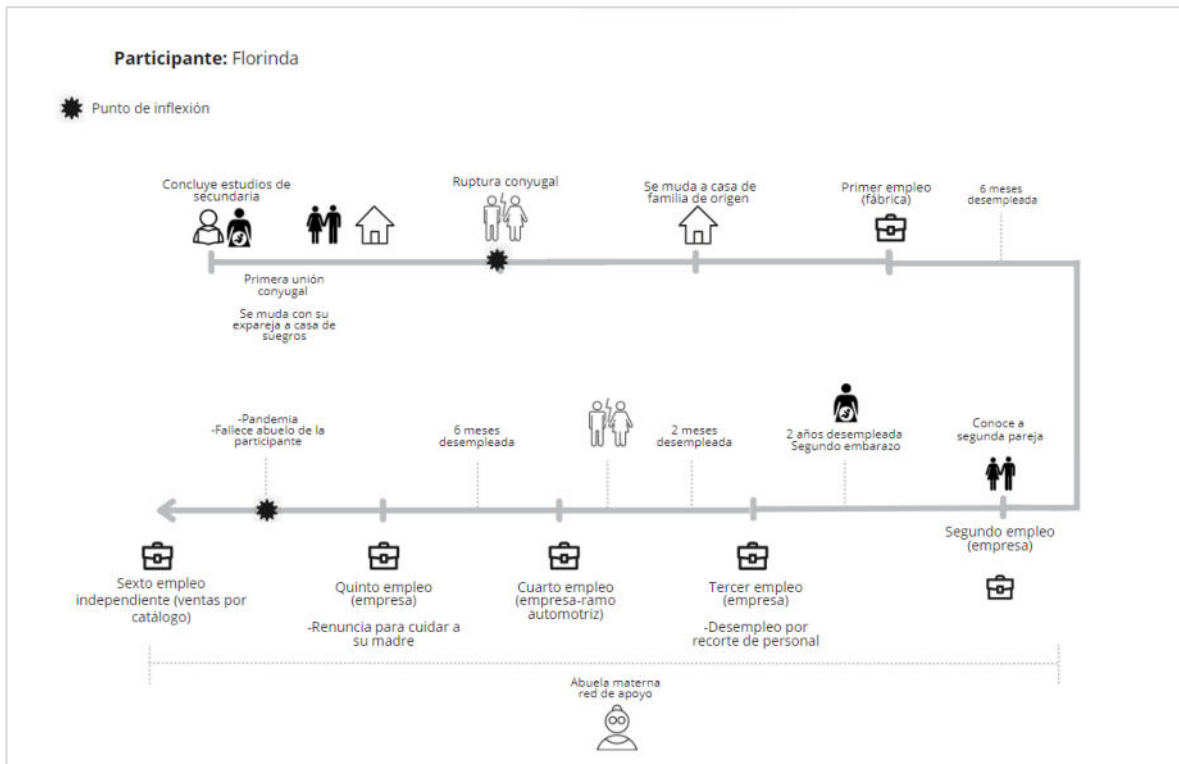 Participante: Florinda
Punto de inflexión
Concluye estudios de
secundaria
Ruptura conyugal
Se muda a casa de
familia de origen
Primer empleo
(fábrica)
6 meses
desempleada
Primera unión
conyugal
Se muda con su
expareja a casa de
suegros
-Pandemia
-Fallece abuelo de la
participante
6 meses
desempleada
2 meses
desempleada
2 años desempleada
Segundo embarazo
Conoce a
segunda pareja
Sexto empleo
independiente (ventas por
catálogo)
Quinto empleo
(empresa)
-Renuncia para cuidar a
su madre
Cuarto empleo
(empresa-ramo
automotriz)
Tercer empleo
(empresa)
-Desempleo por
recorte de personal
Segundo empleo
(empresa)
Abuela materna
red de apoyo